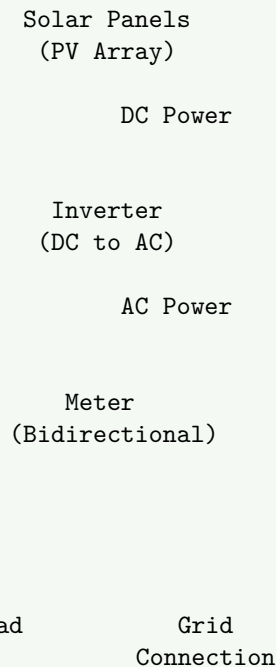 Solar Panels
(PV Array)
DC Power
Inverter
(DC to AC)
AC Power
Meter
(Bidirectional)
ad Grid
Connection